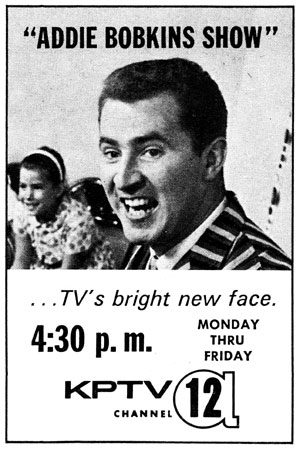 "ADDIE BOBKINS SHOW"
...TV's bright new face.
4:30 p. m.
MONDAY
THRU
FRIDAY
KPTV
CHANNEL
12